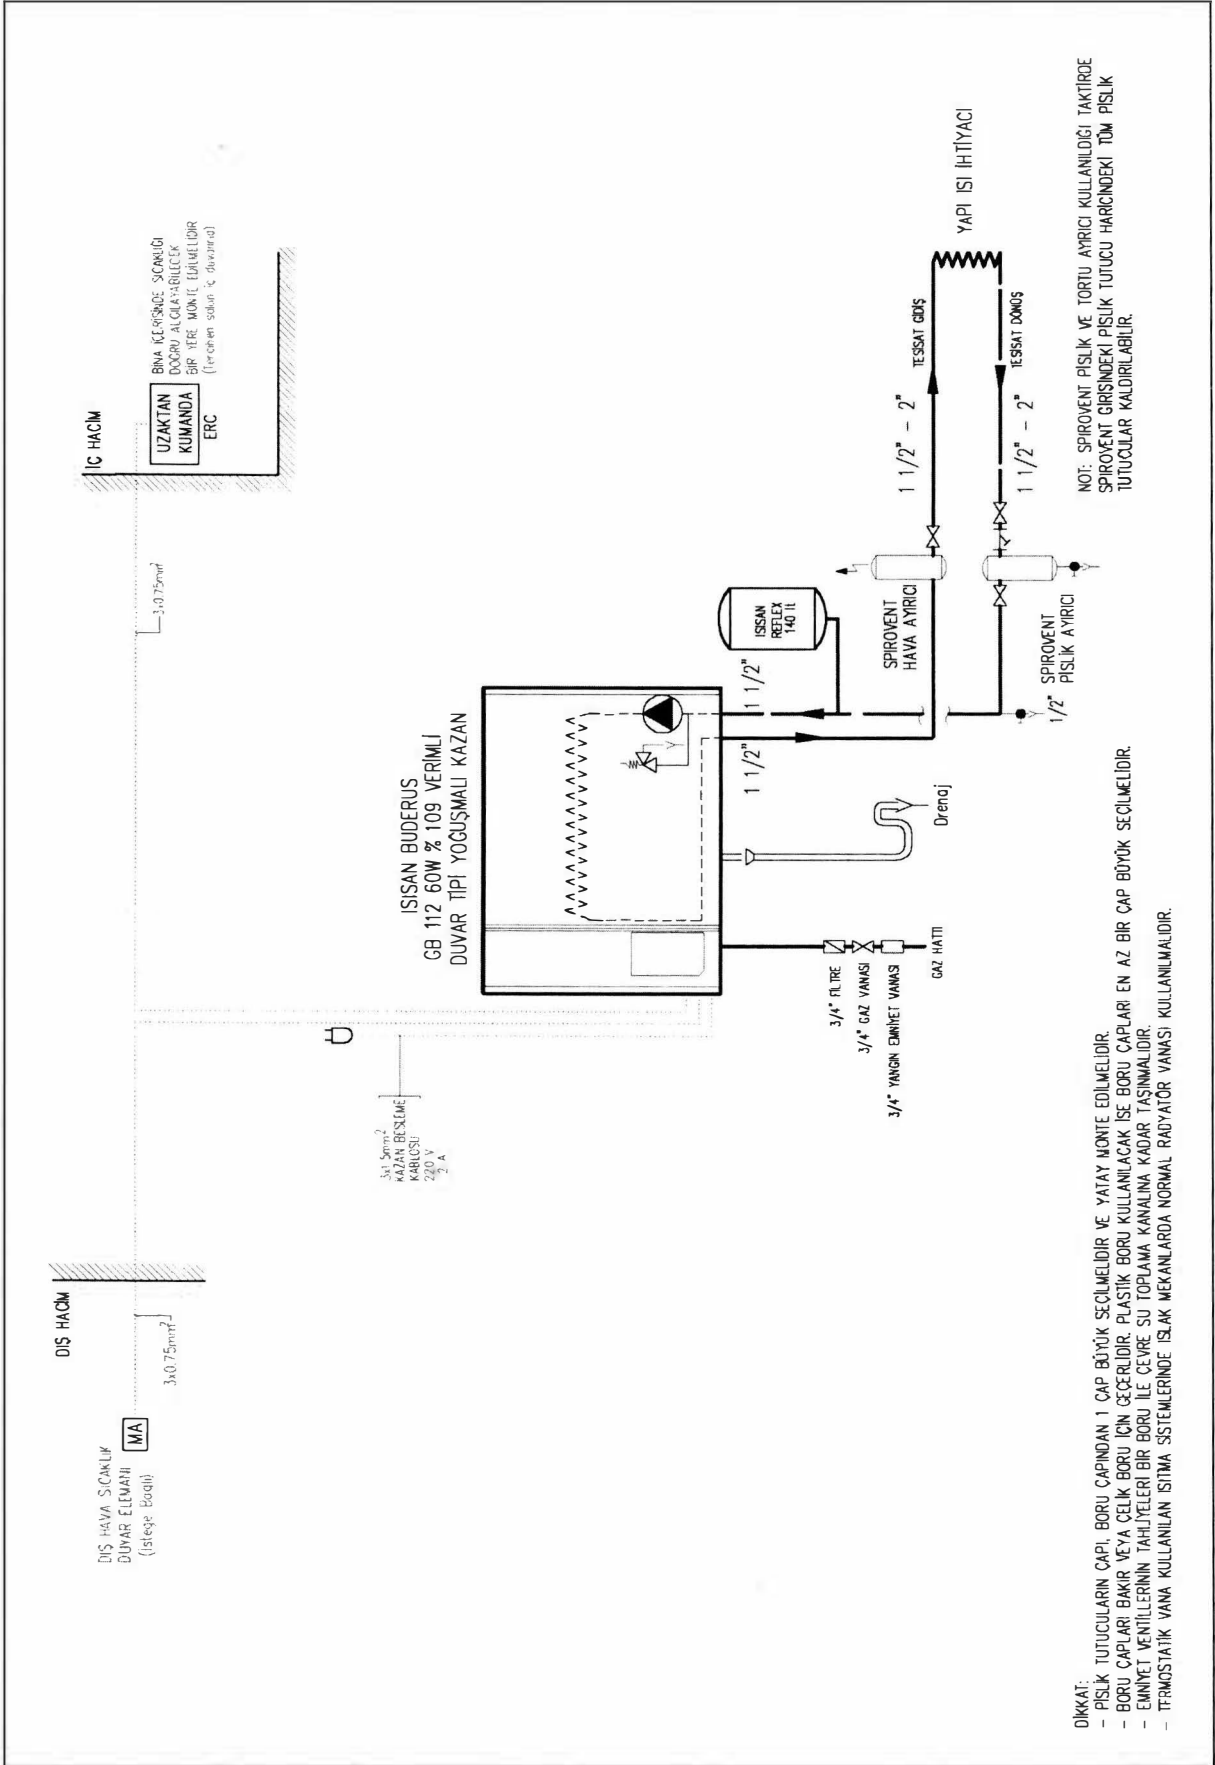 DIŞ HACİM
DIŞ HAVA SICAKLIK
DUYAR ELEMANI
(İsteğe Bağlı)
MA
3x0.75mm²
İÇ HACİM
3x0.75mm²
UZAKTAN
KUMANDA
ERC
BİNA İÇERİSİNDE SICAKLIĞI
DOĞRU ALGILAYABİLECEK
BİR YERE MONTE EDİLMELİDİR
(Tercihen salon iç duvarına)
3x1.5mm²
KAZAN BESLEME
KABLOSU
220 V
2 A
ISISAN BUDERUS
GB 112 60W % 109 VERİMLİ
DUVAR TİPİ YOĞUŞMALI KAZAN
3/4" FİLTRE
3/4" GAZ VANASI
3/4" YANGIN EMNİYET VANASI
GAZ HATTI
Drenaj
1 1/2"
1 1/2"
ISISAN
REFLEX
140 lt
SPIROVENT
HAVA AYIRICI
1/2"
SPIROVENT
PİSLİK AYIRICI
1 1/2" - 2"
TESİSAT GİDİŞ
1 1/2" - 2"
TESİSAT DÖNÜŞ
YAPI ISI İHTİYACI
NOT: SPIROVENT PİSLİK VE TORTU AYIRICI KULLANILDIĞI TAKTİRDE
SPIROVENT GİRİŞİNDEKİ PİSLİK TUTUCU HARİCİNDEKİ TÜM PİSLİK
TUTUCULAR KALDIRILABİLİR.
DİKKAT:
- PİSLİK TUTUCULARIN ÇAPI, BORU ÇAPINDAN 1 ÇAP BÜYÜK SEÇİLMELİDİR VE YATAY MONTE EDİLMELİDİR.
- BORU ÇAPLARI BAKIR VEYA ÇELİK BORU İÇİN GEÇERLİDİR. PLASTİK BORU KULLANILACAK İSE BORU ÇAPLARI EN AZ BİR ÇAP BÜYÜK SEÇİLMELİDİR.
- EMNİYET VENTİLLERİNİN TAHLİYELERİ BİR BORU İLE ÇEVRE SU TOPLAMA KANALINA KADAR TAŞINMALIDIR.
- TERMOSTATİK VANA KULLANILAN ISITMA SİSTEMLERİNDE ISLAK MEKANLARDA NORMAL RADYATÖR VANASI KULLANILMALIDIR.